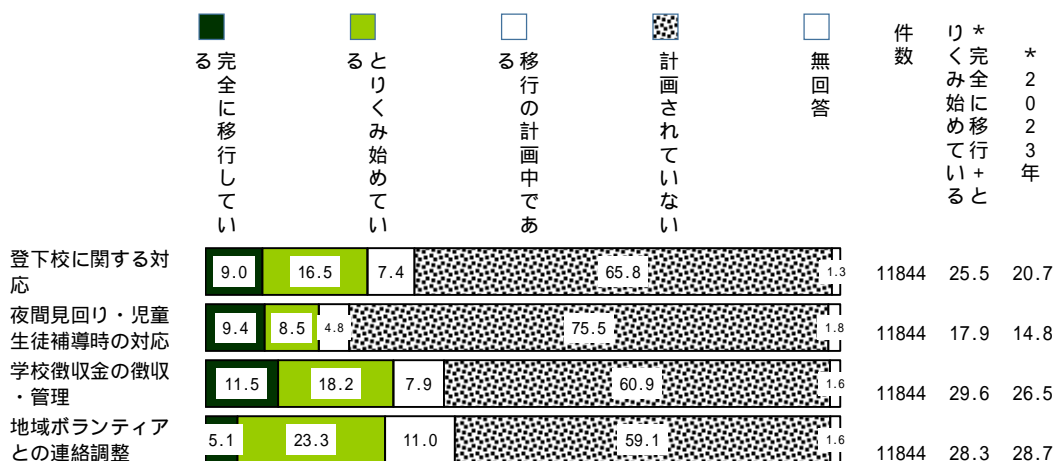 完全に移行してい
る
とりくみ始めてい
る
移行の計画中であ
る
計画されていない
無回答
件数
*完全に移行+と
りくみ始めている
*2023年
登下校に関する対
応
9.0 16.5 7.4 65.8 1.3 11844 25.5 20.7
夜間見回り・児童
生徒補導時の対応
9.4 8.5 4.8 75.5 1.8 11844 17.9 14.8
学校徴収金の徴収
・管理
11.5 18.2 7.9 60.9 1.6 11844 29.6 26.5
地域ボランティア
との連絡調整
5.1 23.3 11.0 59.1 1.6 11844 28.3 28.7